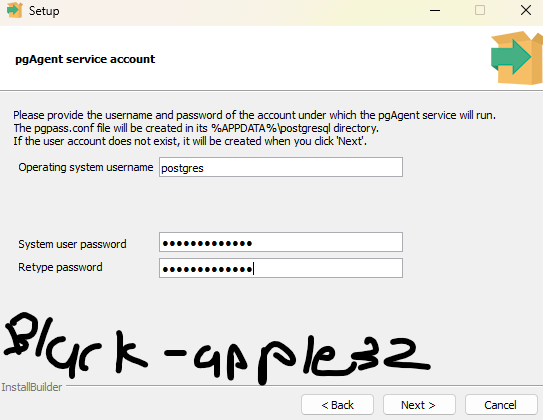 Setup
pgAgent service account
Please provide the username and password of the account under which the pgAgent service will run.
The pgpass.conf file will be created in its %APPDATA%\postgresql directory.
If the user account does not exist, it will be created when you click 'Next'.
Operating system username postgres
System user password •••••••••••••
Retype password •••••••••••••
Blqrk-apple32
InstallBuilder
< Back Next > Cancel